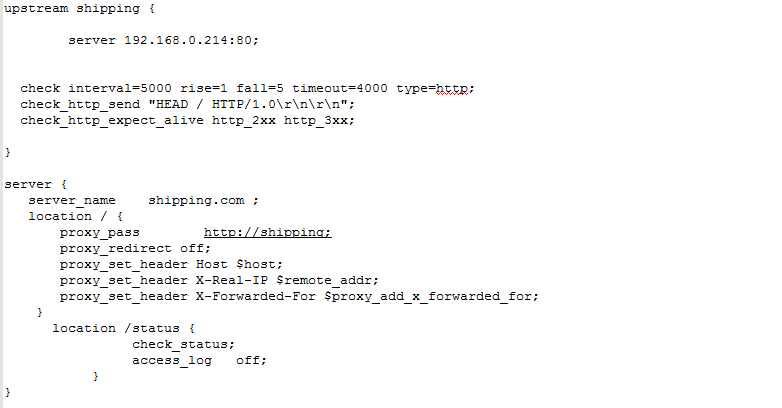 upstream shipping {
server 192.168.0.214:80;
check interval=5000 rise=1 fall=5 timeout=4000 type=http;
check_http_send "HEAD / HTTP/1.0\r\n\r\n";
check_http_expect_alive http_2xx http_3xx;
}
server {
server_name    shipping.com ;
location / {
proxy_pass        http://shipping;
proxy_redirect off;
proxy_set_header Host $host;
proxy_set_header X-Real-IP $remote_addr;
proxy_set_header X-Forwarded-For $proxy_add_x_forwarded_for;
}
location /status {
check_status;
access_log   off;
}
}